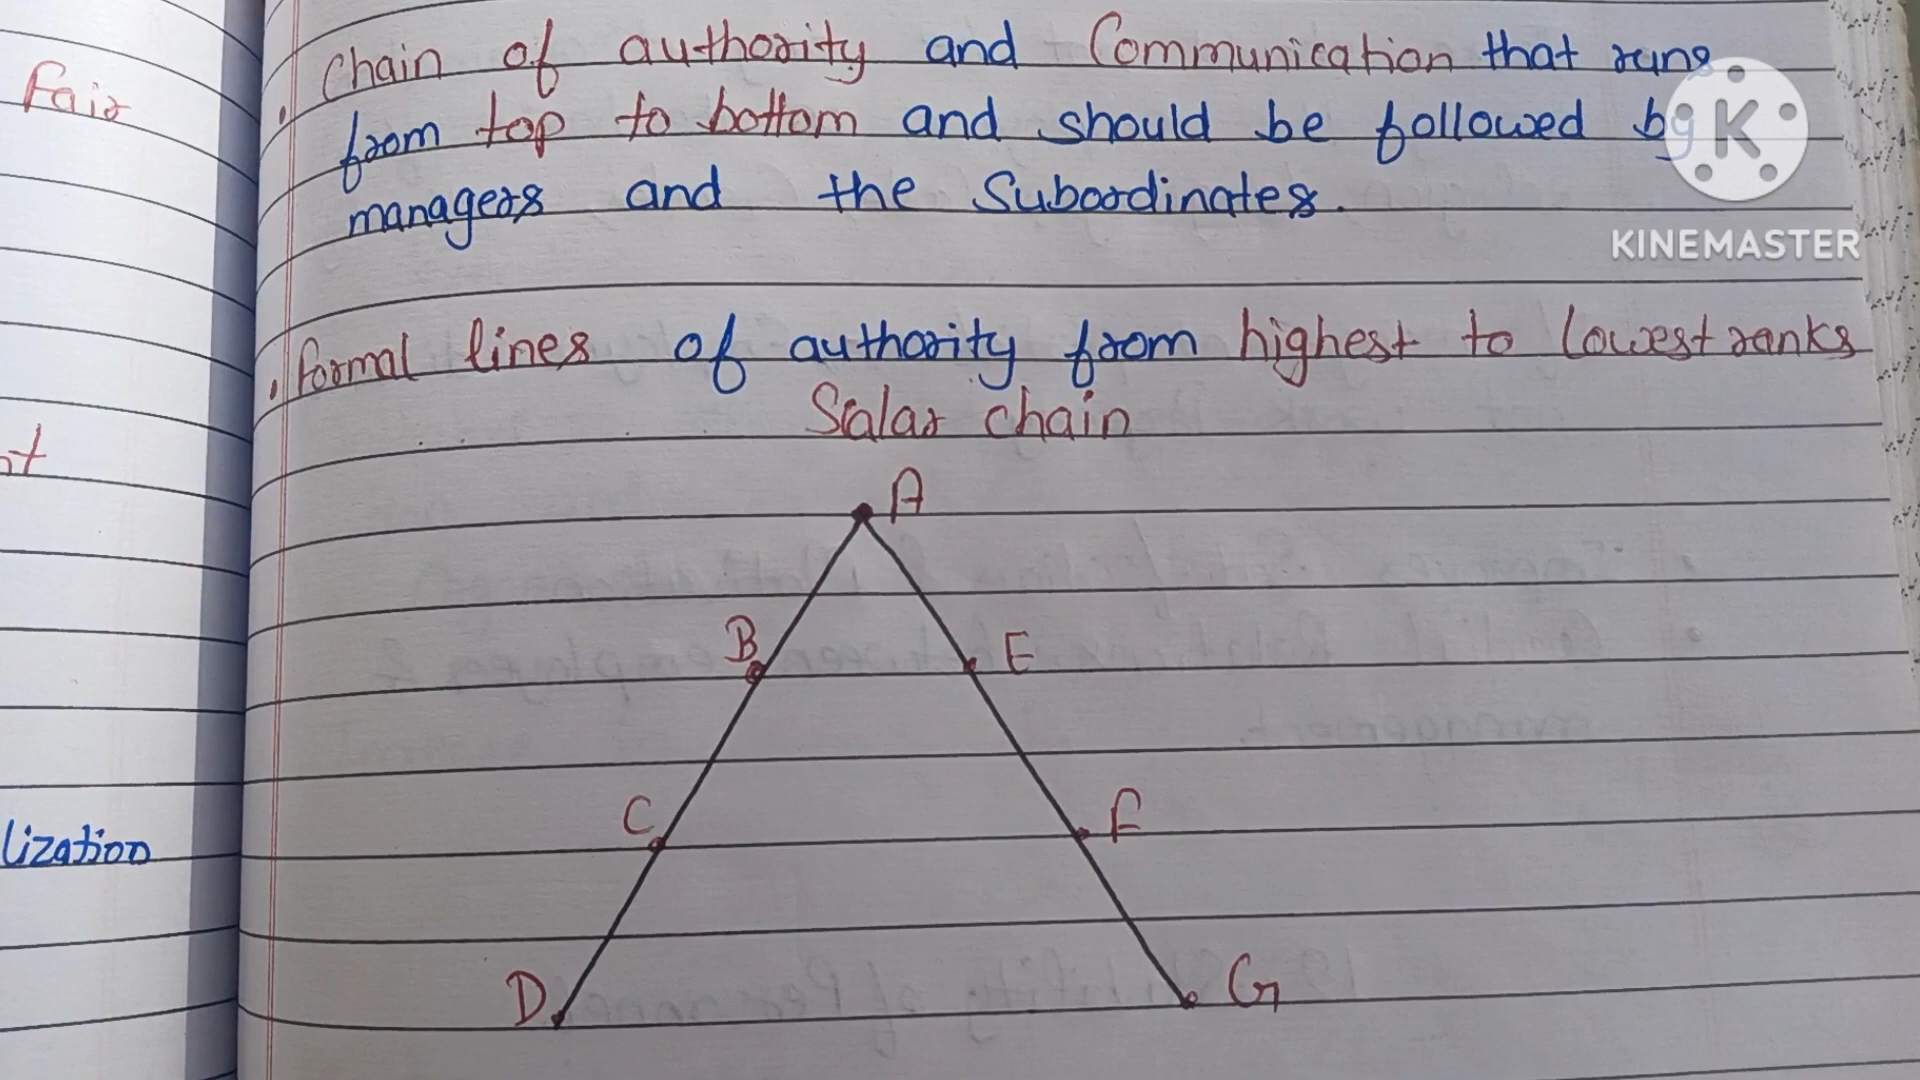 Fair
nt
lization
. Chain of authority and Communication that runs
from top to bottom and should be followed by
managers and the Subordinates.
. formal lines of authority from highest to lowest ranks
Scalar chain
A
B E
C F
D G
K
KINEMASTER